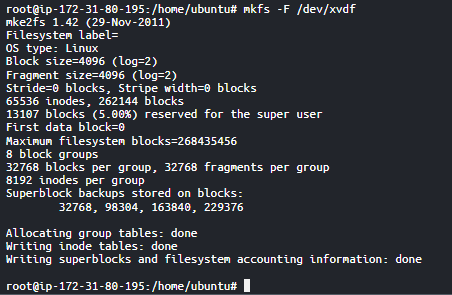 root@ip-172-31-80-195:/home/ubuntu# mkfs -F /dev/xvdf
mke2fs 1.42 (29-Nov-2011)
Filesystem label=
OS type: Linux
Block size=4096 (log=2)
Fragment size=4096 (log=2)
Stride=0 blocks, Stripe width=0 blocks
65536 inodes, 262144 blocks
13107 blocks (5.00%) reserved for the super user
First data block=0
Maximum filesystem blocks=268435456
8 block groups
32768 blocks per group, 32768 fragments per group
8192 inodes per group
Superblock backups stored on blocks:
        32768, 98304, 163840, 229376

Allocating group tables: done
Writing inode tables: done
Writing superblocks and filesystem accounting information: done

root@ip-172-31-80-195:/home/ubuntu#